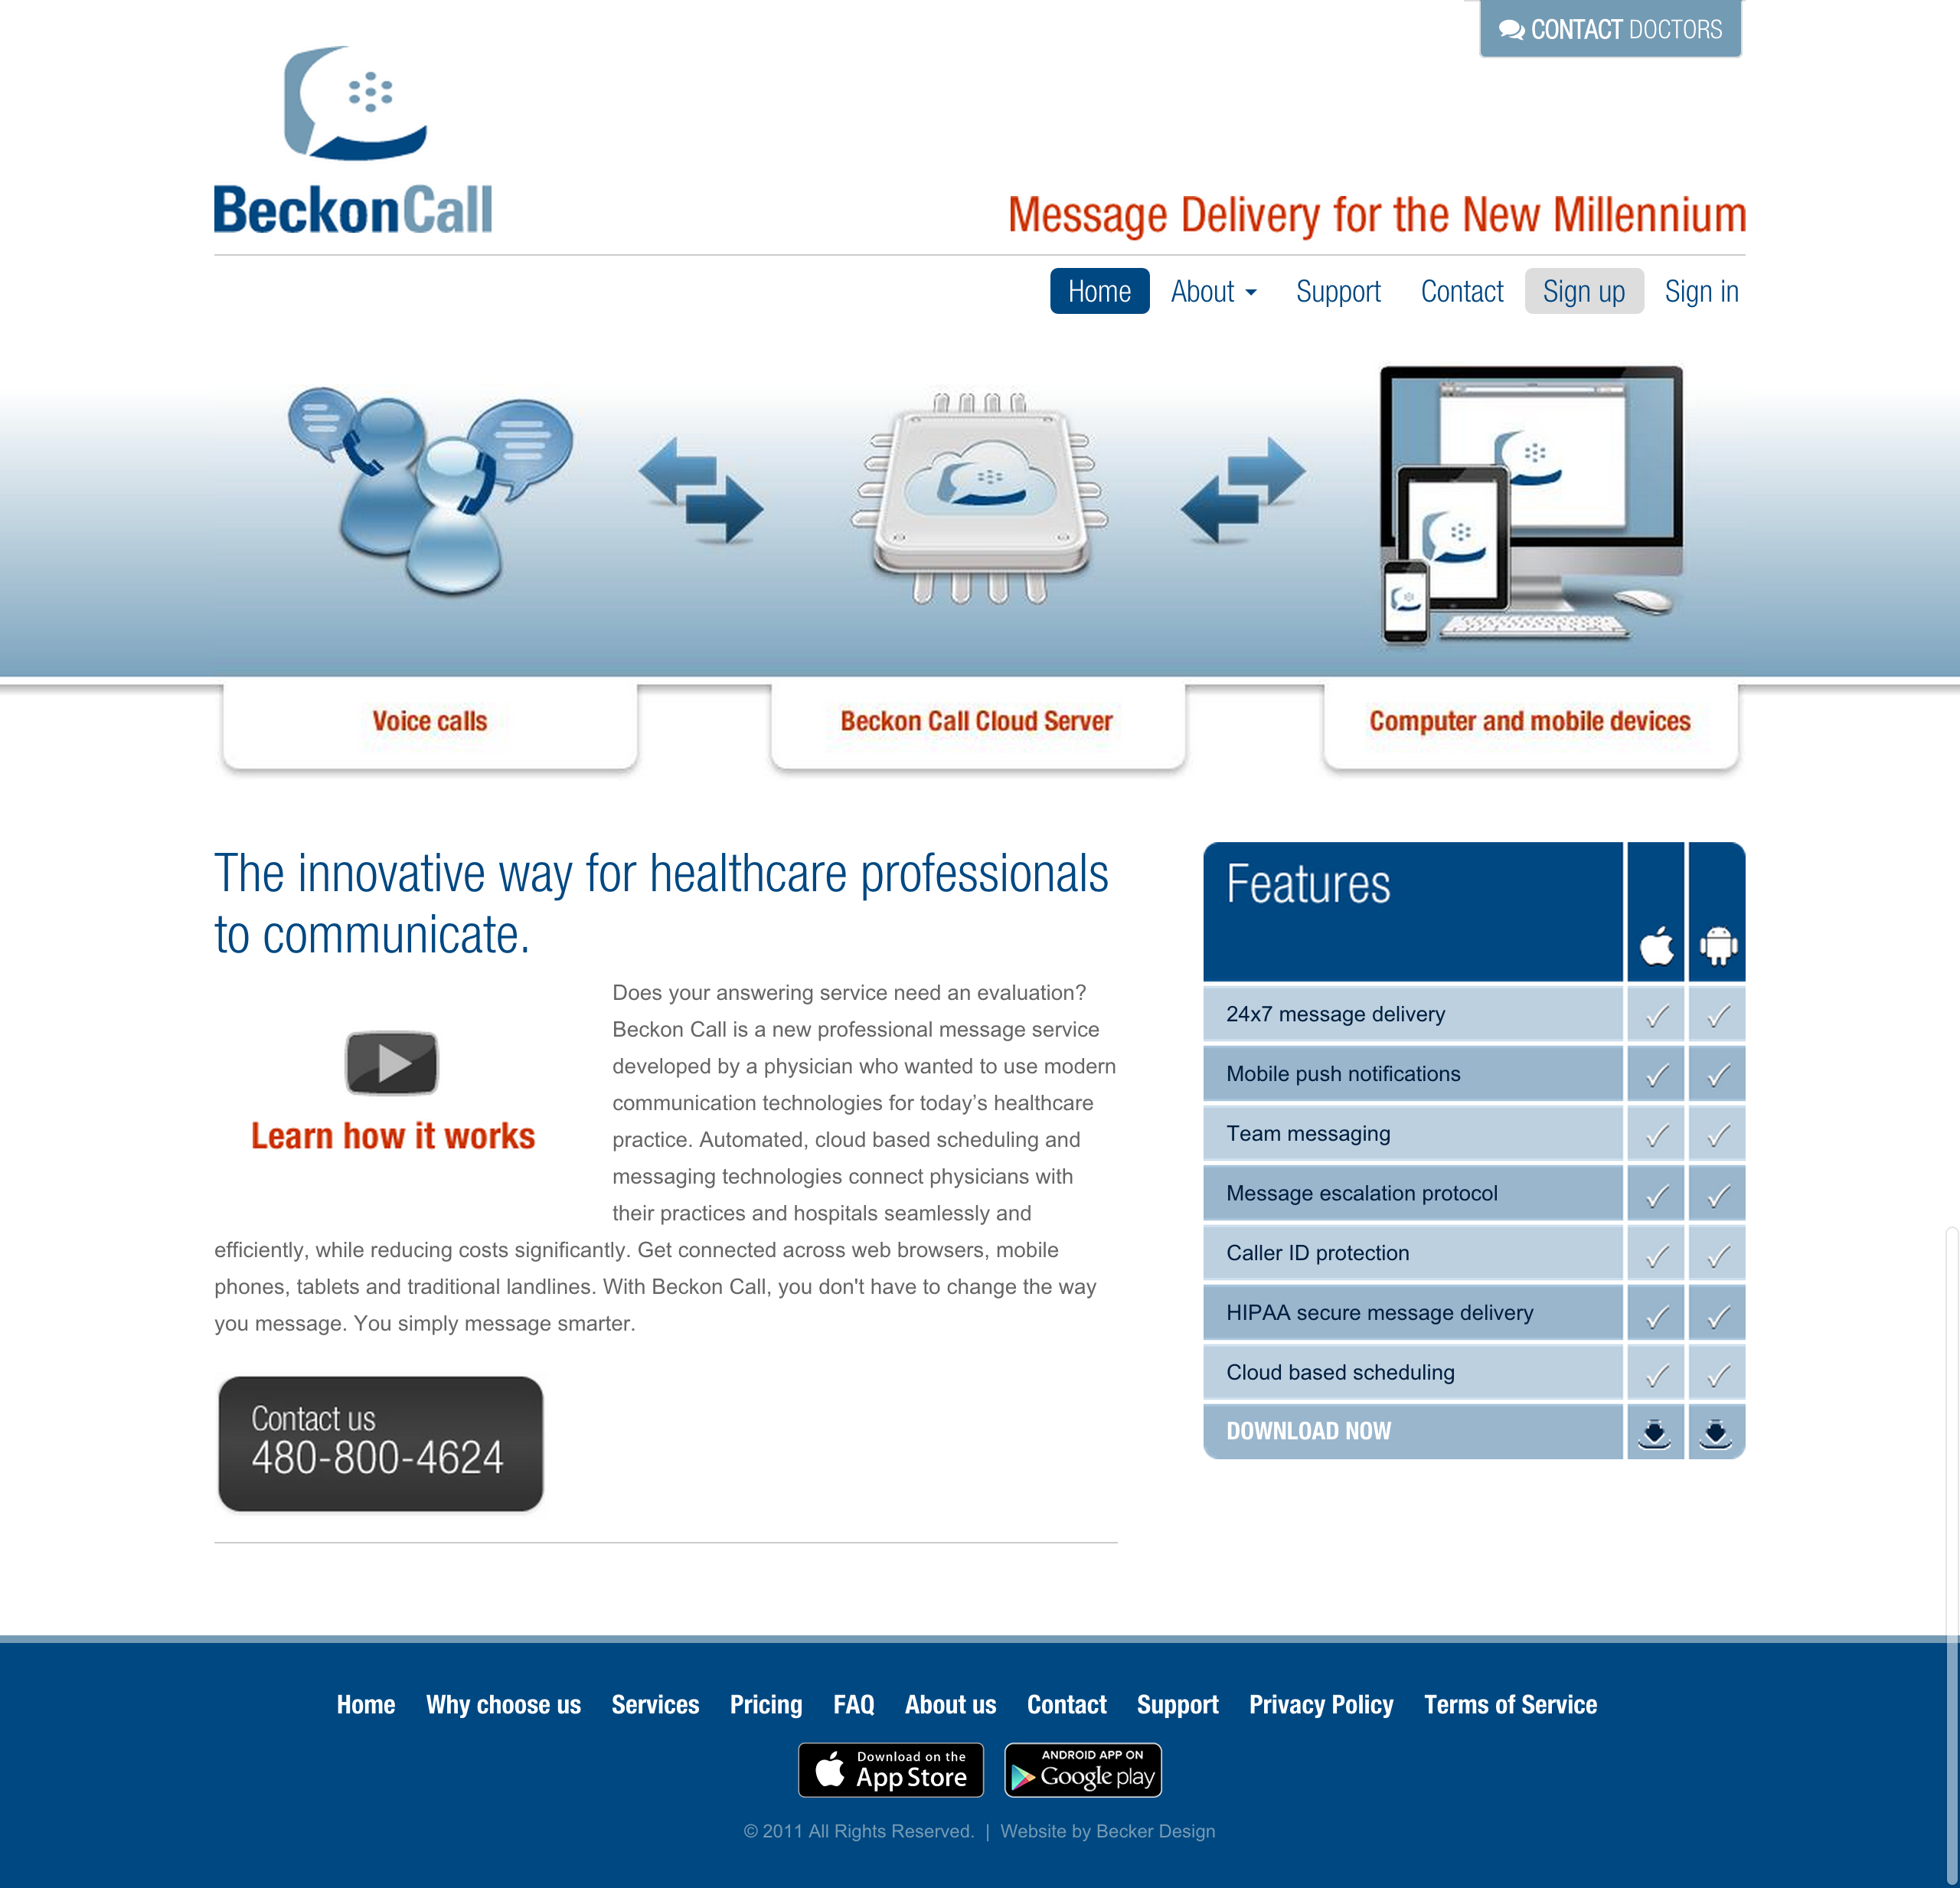 CONTACT DOCTORS
BeckonCall
Message Delivery for the New Millennium
Home About Support Contact Sign up Sign in
Voice calls
Beckon Call Cloud Server
Computer and mobile devices
The innovative way for healthcare professionals
to communicate.
Learn how it works
Does your answering service need an evaluation?
Beckon Call is a new professional message service
developed by a physician who wanted to use modern
communication technologies for today’s healthcare
practice. Automated, cloud based scheduling and
messaging technologies connect physicians with
their practices and hospitals seamlessly and
efficiently, while reducing costs significantly. Get connected across web browsers, mobile
phones, tablets and traditional landlines. With Beckon Call, you don't have to change the way
you message. You simply message smarter.
Contact us
480-800-4624
Features
24x7 message delivery
Mobile push notifications
Team messaging
Message escalation protocol
Caller ID protection
HIPAA secure message delivery
Cloud based scheduling
DOWNLOAD NOW
Home Why choose us Services Pricing FAQ About us Contact Support Privacy Policy Terms of Service
Download on the
App Store
ANDROID APP ON
Google play
© 2011 All Rights Reserved. | Website by Becker Design